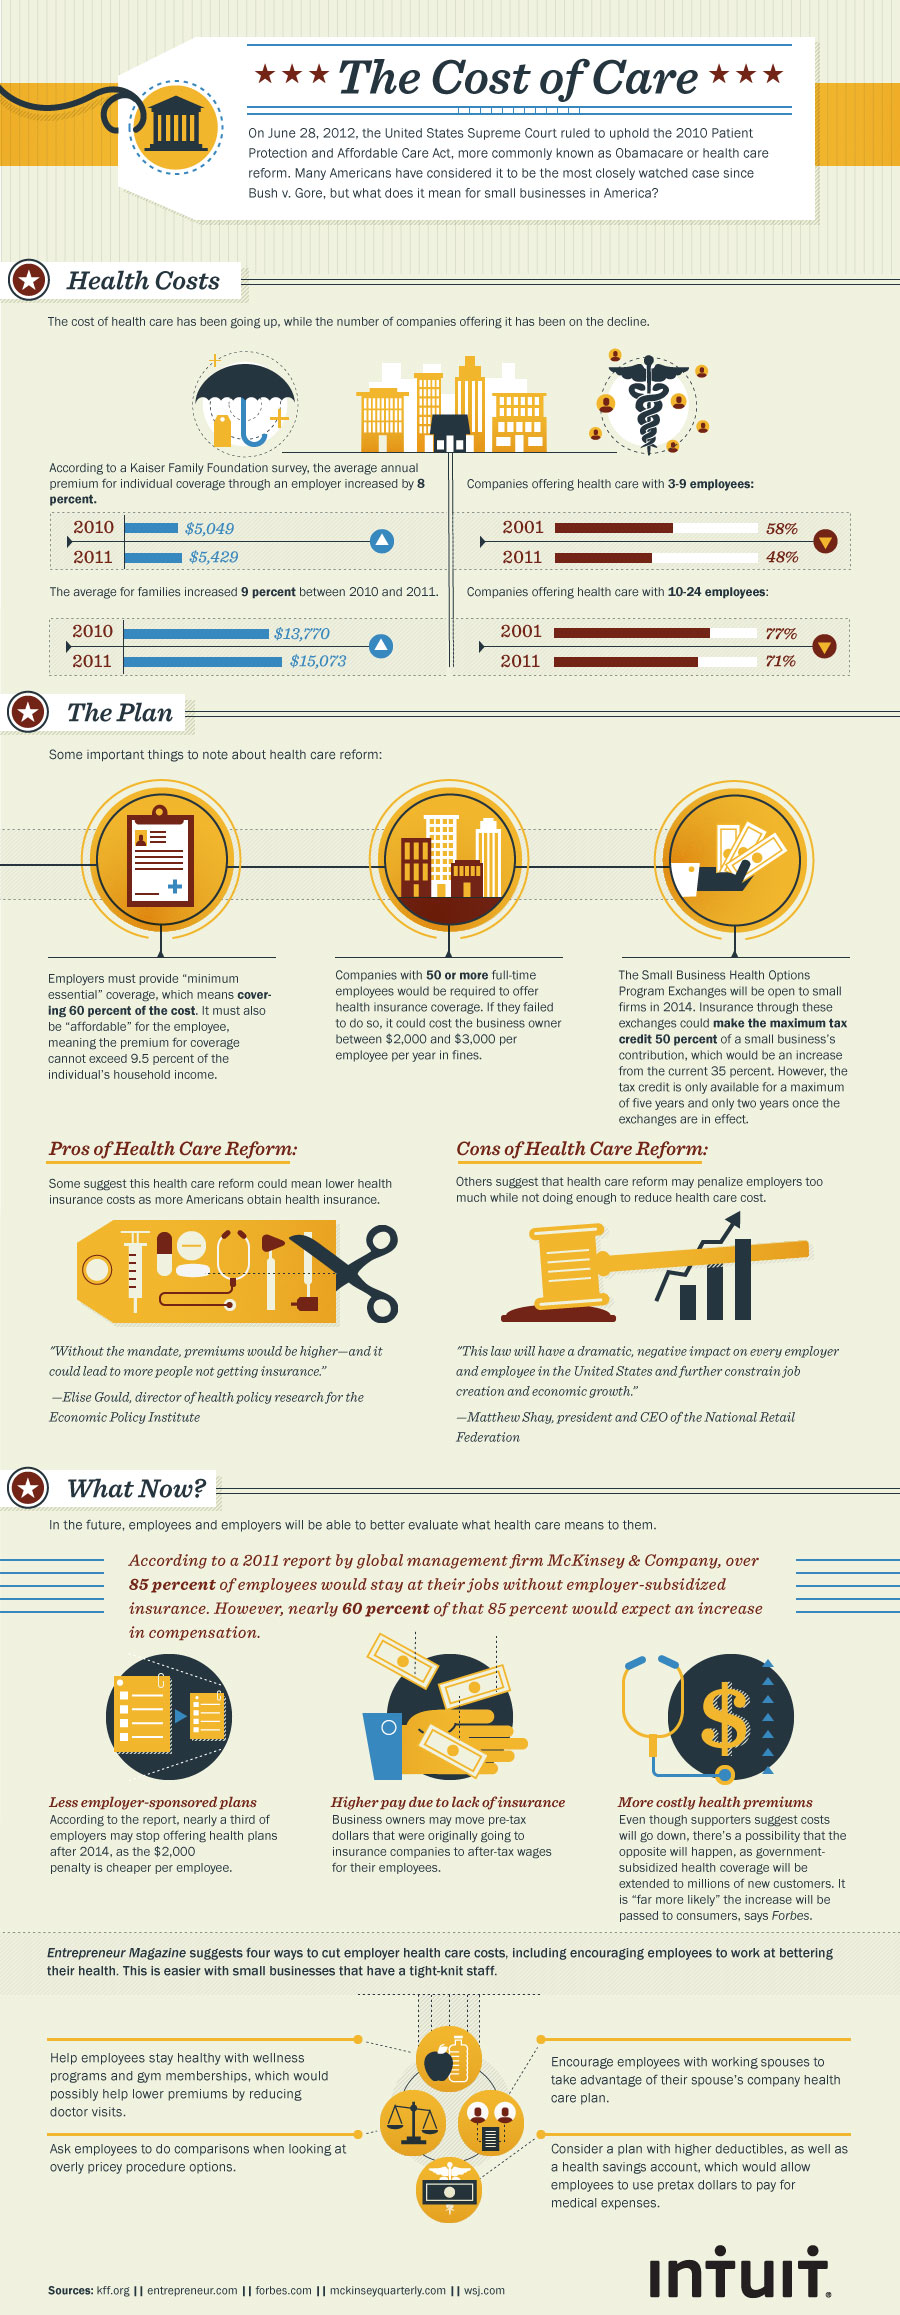 The Cost of Care
On June 28, 2012, the United States Supreme Court ruled to uphold the 2010 Patient
Protection and Affordable Care Act, more commonly known as Obamacare or health care
reform. Many Americans have considered it to be the most closely watched case since
Bush v. Gore, but what does it mean for small businesses in America?
Health Costs
The cost of health care has been going up, while the number of companies offering it has been on the decline.
According to a Kaiser Family Foundation survey, the average annual
premium for individual coverage through an employer increased by 8
percent.
2010 $5,049
2011 $5,429
The average for families increased 9 percent between 2010 and 2011.
2010 $13,770
2011 $15,073
Companies offering health care with 3-9 employees:
2001 58%
2011 48%
Companies offering health care with 10-24 employees:
2001 77%
2011 71%
The Plan
Some important things to note about health care reform:
Employers must provide “minimum
essential” coverage, which means cover-
ing 60 percent of the cost. It must also
be “affordable” for the employee,
meaning the premium for coverage
cannot exceed 9.5 percent of the
individual’s household income.
Companies with 50 or more full-time
employees would be required to offer
health insurance coverage. If they failed
to do so, it could cost the business owner
between $2,000 and $3,000 per
employee per year in fines.
The Small Business Health Options
Program Exchanges will be open to small
firms in 2014. Insurance through these
exchanges could make the maximum tax
credit 50 percent of a small business’s
contribution, which would be an increase
from the current 35 percent. However, the
tax credit is only available for a maximum
of five years and only two years once the
exchanges are in effect.
Pros of Health Care Reform:
Some suggest this health care reform could mean lower health
insurance costs as more Americans obtain health insurance.
"Without the mandate, premiums would be higher—and it
could lead to more people not getting insurance.”
—Elise Gould, director of health policy research for the
Economic Policy Institute
Cons of Health Care Reform:
Others suggest that health care reform may penalize employers too
much while not doing enough to reduce health care cost.
"This law will have a dramatic, negative impact on every employer
and employee in the United States and further constrain job
creation and economic growth.”
—Matthew Shay, president and CEO of the National Retail
Federation
What Now?
In the future, employees and employers will be able to better evaluate what health care means to them.
According to a 2011 report by global management firm McKinsey & Company, over
85 percent of employees would stay at their jobs without employer-subsidized
insurance. However, nearly 60 percent of that 85 percent would expect an increase
in compensation.
$
Less employer-sponsored plans
According to the report, nearly a third of
employers may stop offering health plans
after 2014, as the $2,000
penalty is cheaper per employee.
Higher pay due to lack of insurance
Business owners may move pre-tax
dollars that were originally going to
insurance companies to after-tax wages
for their employees.
More costly health premiums
Even though supporters suggest costs
will go down, there’s a possibility that the
opposite will happen, as government-
subsidized health coverage will be
extended to millions of new customers. It
is “far more likely” the increase will be
passed to consumers, says Forbes.
Entrepreneur Magazine suggests four ways to cut employer health care costs, including encouraging employees to work at bettering
their health. This is easier with small businesses that have a tight-knit staff.
Help employees stay healthy with wellness
programs and gym memberships, which would
possibly help lower premiums by reducing
doctor visits.
Ask employees to do comparisons when looking at
overly pricey procedure options.
Encourage employees with working spouses to
take advantage of their spouse’s company health
care plan.
Consider a plan with higher deductibles, as well as
a health savings account, which would allow
employees to use pretax dollars to pay for
medical expenses.
Sources: kff.org || entrepreneur.com || forbes.com || mckinseyquarterly.com || wsj.com
intuit®